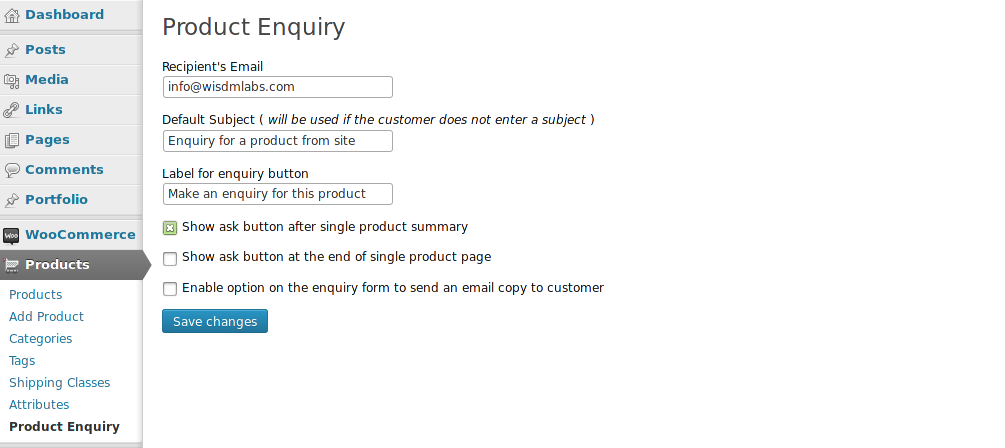 Dashboard
Posts
Media
Links
Pages
Comments
Portfolio
Woo
WooCommerce
Products
Products
Add Product
Categories
Tags
Shipping Classes
Attributes
Product Enquiry
Product Enquiry
Recipient's Email
info@wisdmlabs.com
Default Subject ( will be used if the customer does not enter a subject )
Enquiry for a product from site
Label for enquiry button
Make an enquiry for this product
Show ask button after single product summary
Show ask button at the end of single product page
Enable option on the enquiry form to send an email copy to customer
Save changes